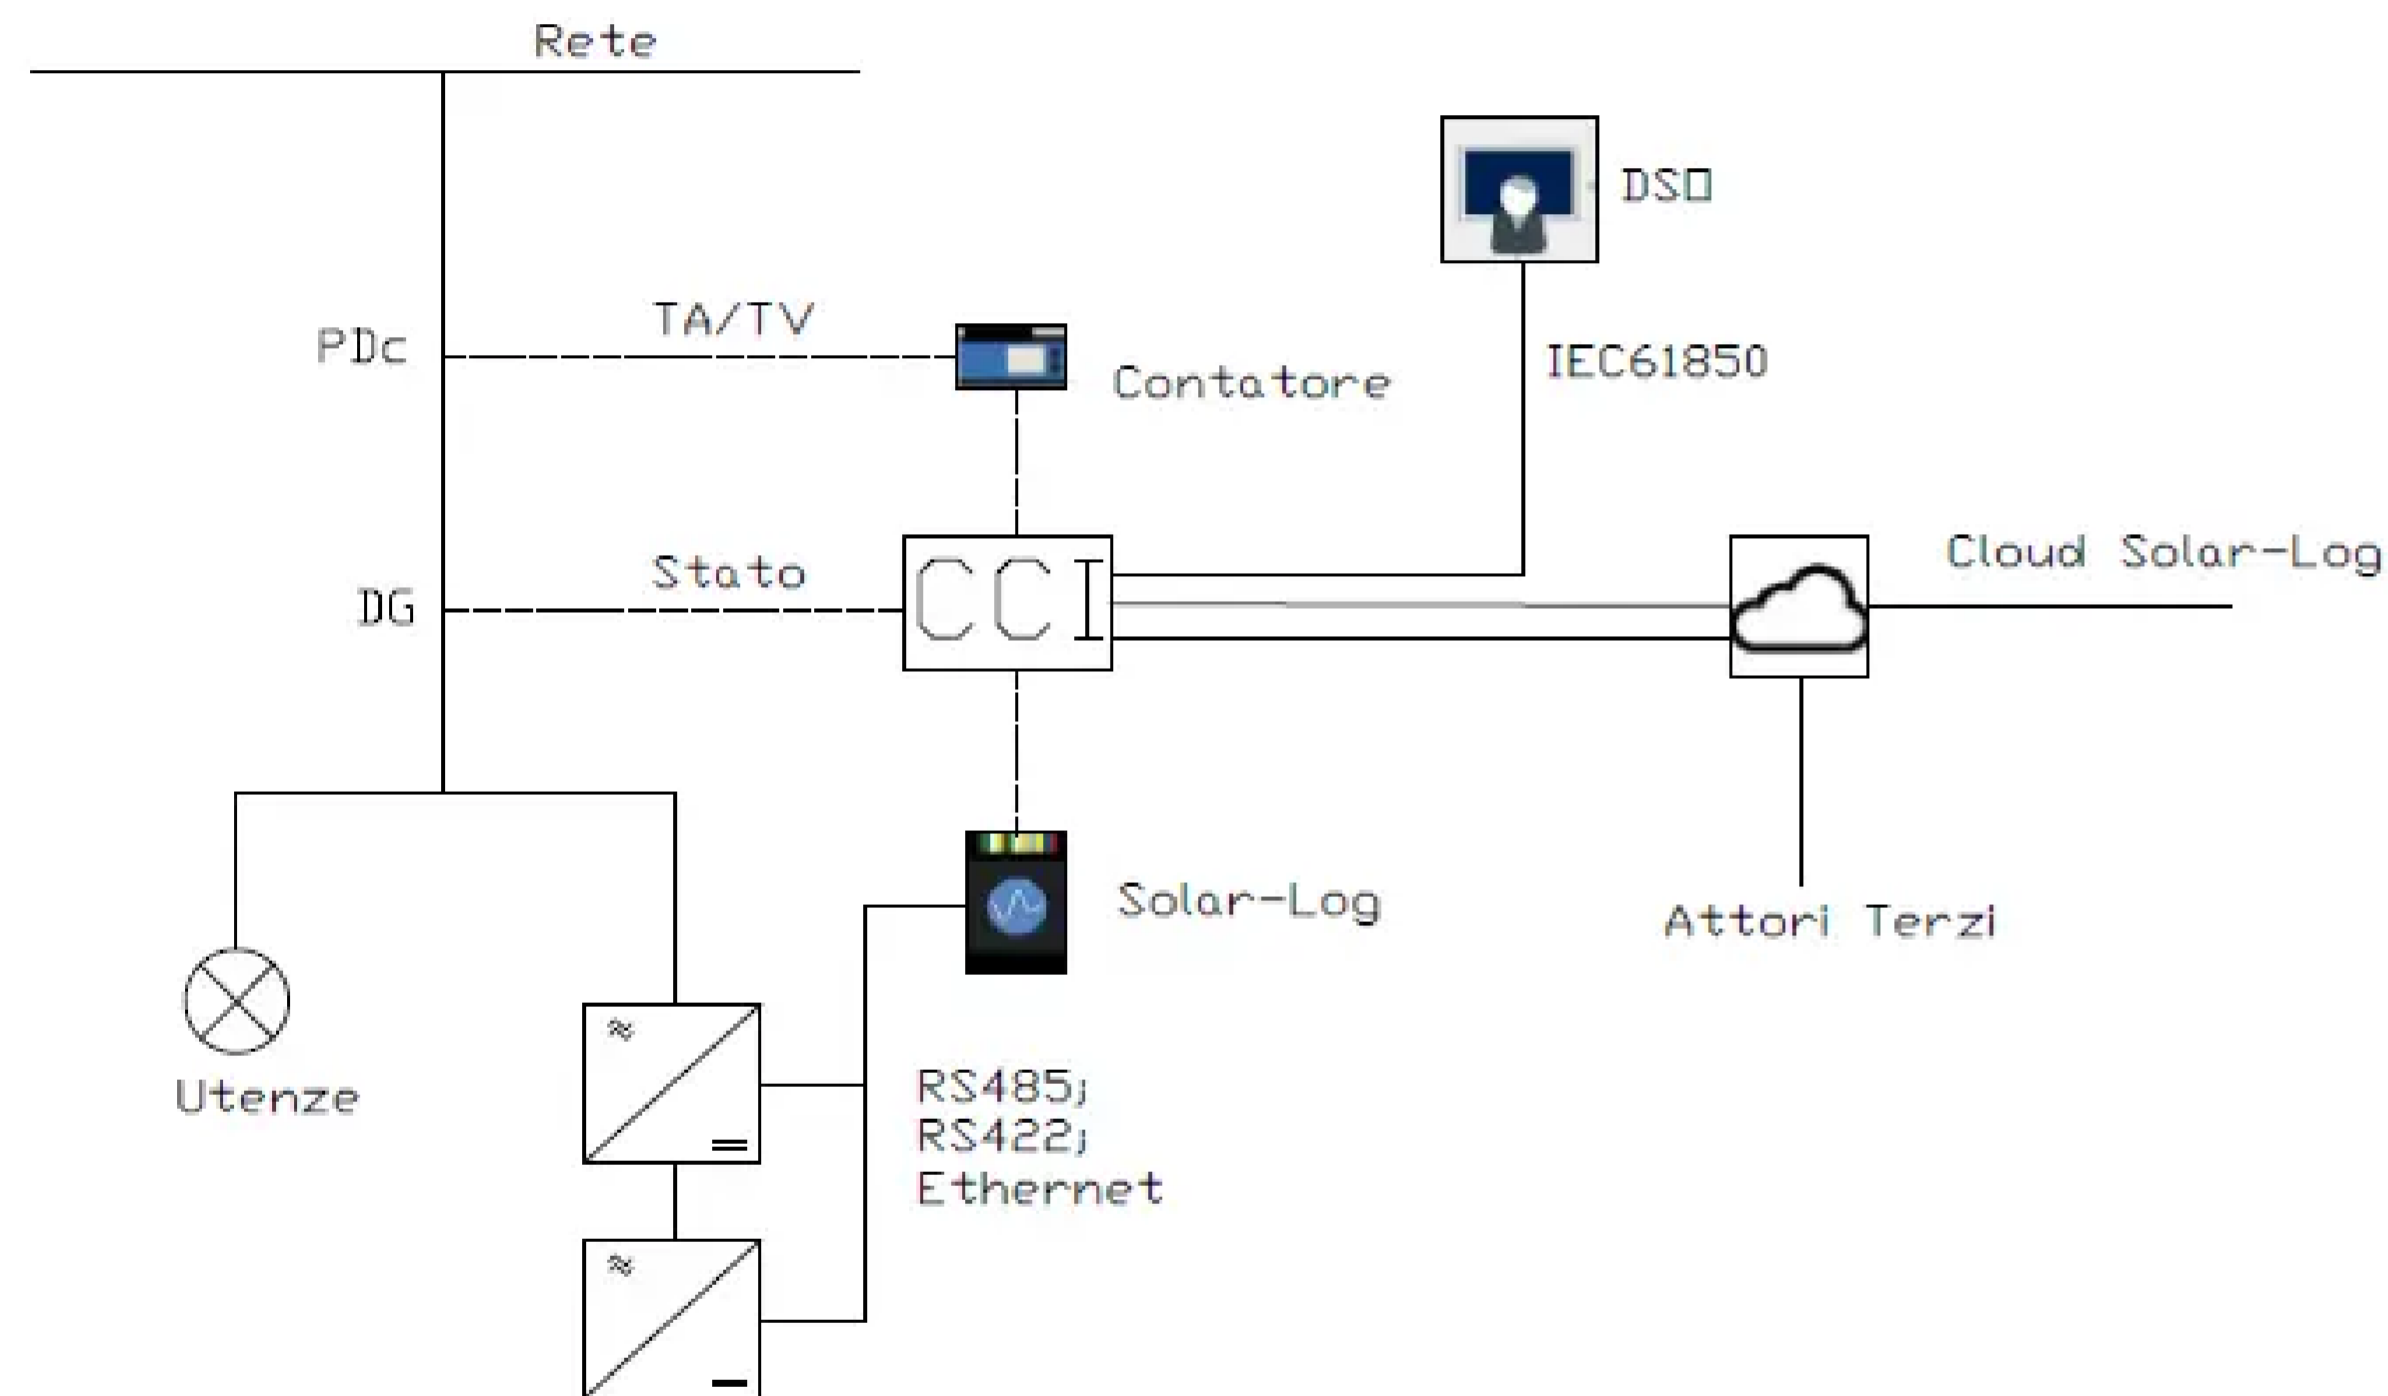 Rete
DSO
TA/TV
PDc
IEC61850
Contatore
Cloud Solar-Log
Stato
CCI
DG
Solar-Log
Attori Terzi
Utenze
RS485;
RS422;
Ethernet